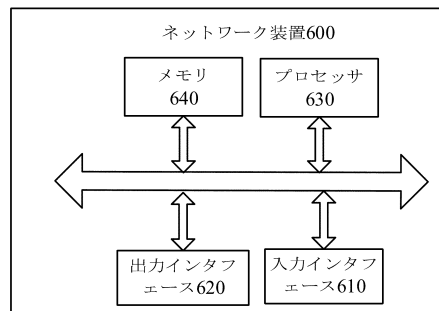 ネットワーク装置600
メモリ
640
プロセッサ
630
出力インタフ
ェース620
入力インタフ
ェース610